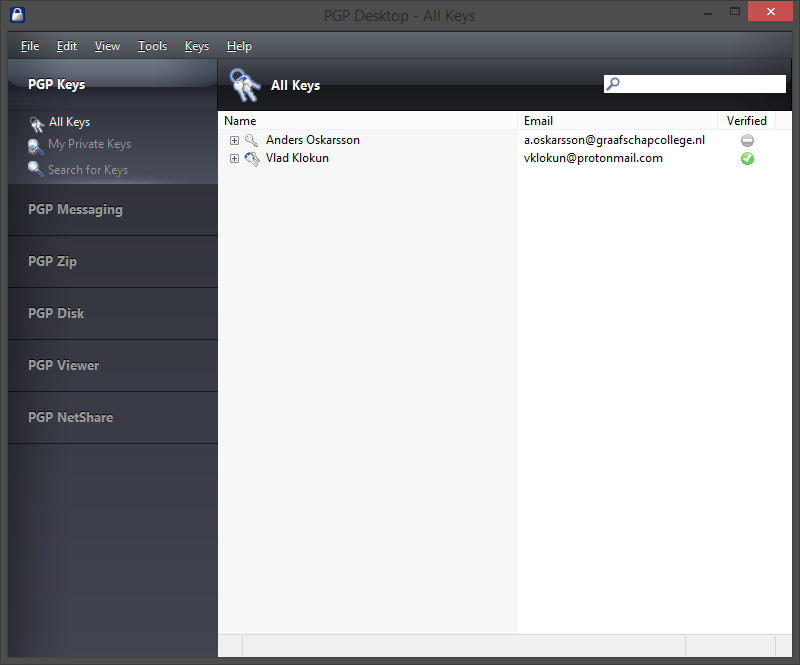 PGP Desktop - All Keys
File Edit View Tools Keys Help
PGP Keys
All Keys
My Private Keys
Search for Keys
PGP Messaging
PGP Zip
PGP Disk
PGP Viewer
PGP NetShare
All Keys
Name Email Verified
Anders Oskarsson a.oskarsson@graafschapcollege.nl
Vlad Klokun vklokun@protonmail.com